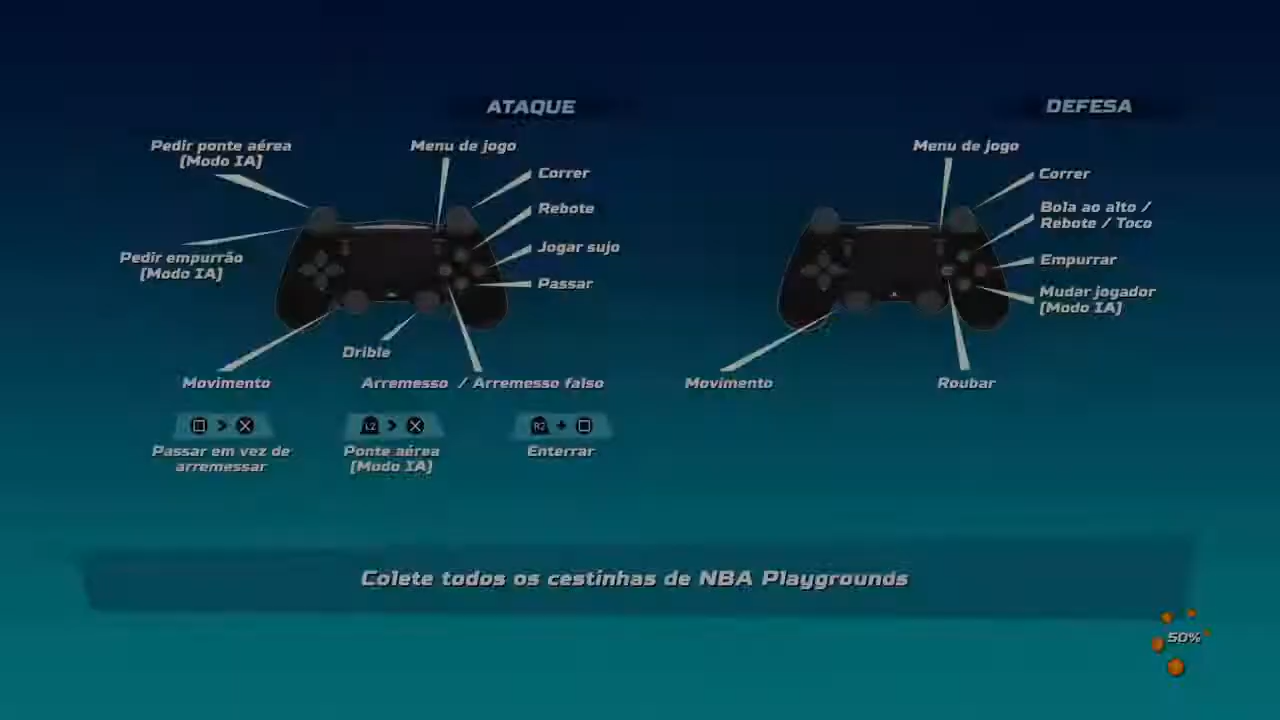 ATAQUE
Pedir ponte aérea
[Modo IA]
Menu de jogo
Correr
Rebote
Jogar sujo
Passar
Pedir empurrão
[Modo IA]
Drible
Movimento
Arremesso / Arremesso falso
> 
Passar em vez de
arremessar
L2 >
Ponte aérea
[Modo IA]
R2 +
Enterrar
DEFESA
Menu de jogo
Correr
Bola ao alto /
Rebote / Toco
Empurrar
Mudar jogador
[Modo IA]
Movimento
Roubar
Colete todos os cestinhas de NBA Playgrounds
50%